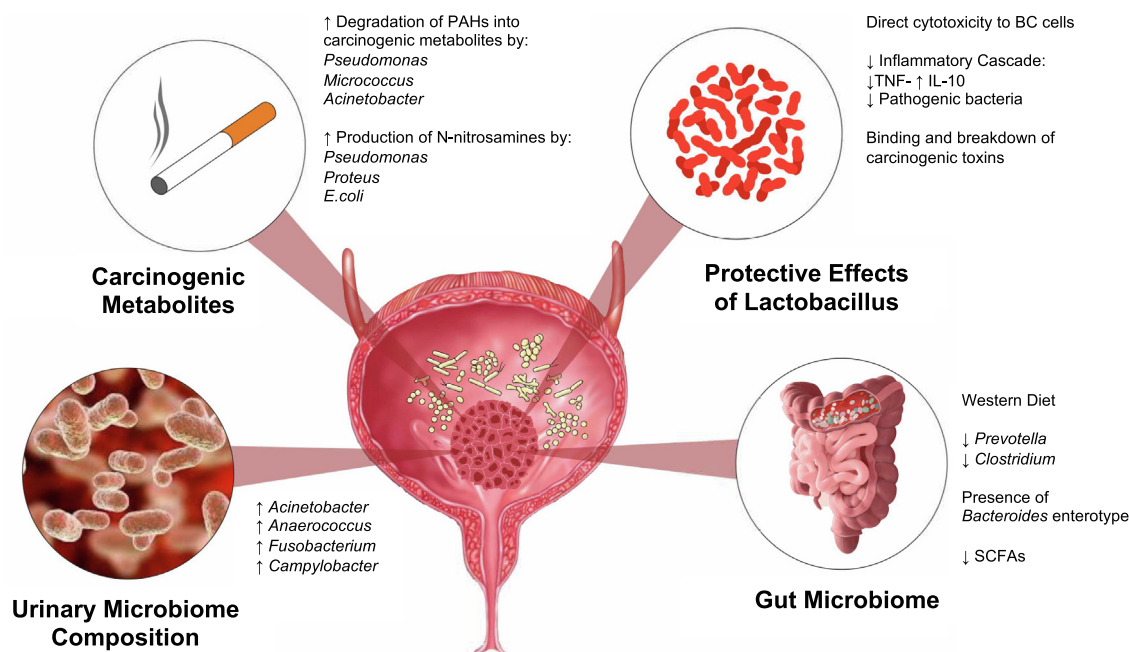 ↑ Degradation of PAHs into
carcinogenic metabolites by:
Pseudomonas
Micrococcus
Acinetobacter
↑ Production of N-nitrosamines by:
Pseudomonas
Proteus
E.coli
Carcinogenic
Metabolites
Direct cytotoxicity to BC cells
↓ Inflammatory Cascade:
↓TNF- ↑ IL-10
↓ Pathogenic bacteria
Binding and breakdown of
carcinogenic toxins
Protective Effects
of Lactobacillus
↑ Acinetobacter
↑ Anaerococcus
↑ Fusobacterium
↑ Campylobacter
Urinary Microbiome
Composition
Western Diet
↓ Prevotella
↓ Clostridium
Presence of
Bacteroides enterotype
↓ SCFAs
Gut Microbiome